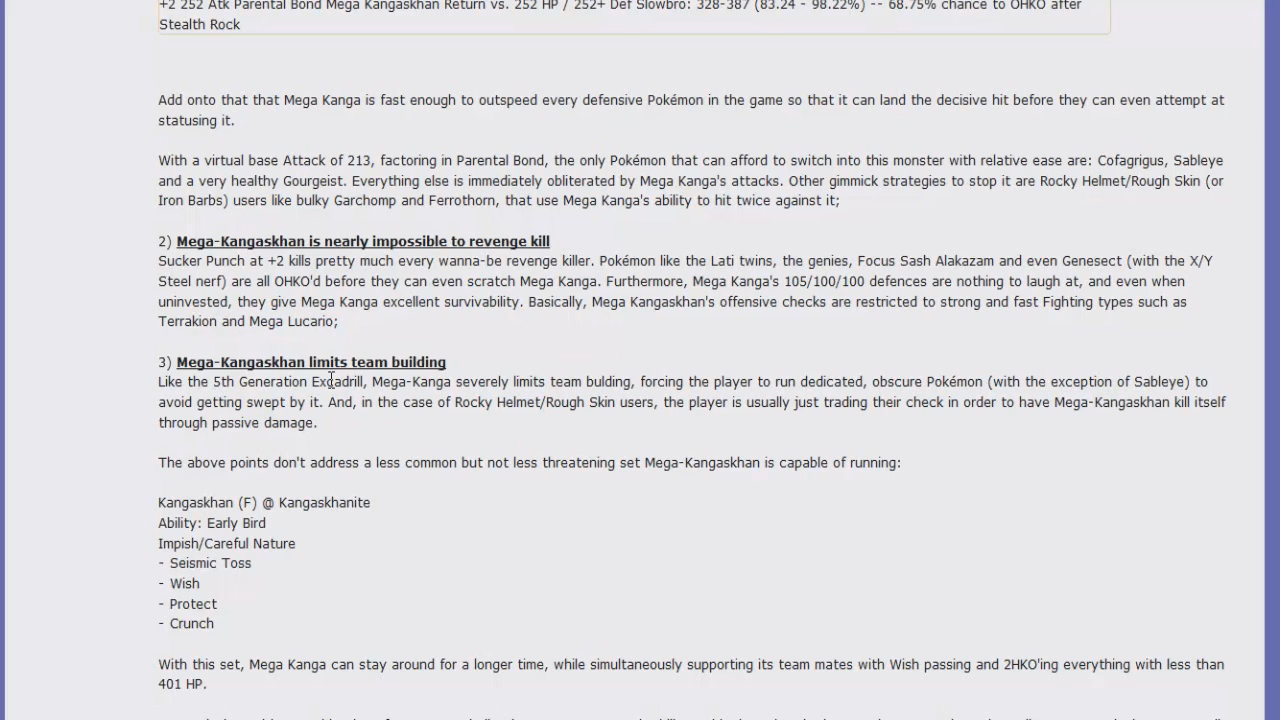 +2 252 Atk Parental Bond Mega Kangaskhan Return vs. 252 HP / 252+ Def Slowbro: 328-387 (83.24 - 98.22%) -- 68.75% chance to OHKO after
Stealth Rock
Add onto that that Mega Kanga is fast enough to outspeed every defensive Pokémon in the game so that it can land the decisive hit before they can even attempt at
statusing it.
With a virtual base Attack of 213, factoring in Parental Bond, the only Pokémon that can afford to switch into this monster with relative ease are: Cofagrigus, Sableye
and a very healthy Gourgeist. Everything else is immediately obliterated by Mega Kanga's attacks. Other gimmick strategies to stop it are Rocky Helmet/Rough Skin (or
Iron Barbs) users like bulky Garchomp and Ferrothorn, that use Mega Kanga's ability to hit twice against it;
2) Mega-Kangaskhan is nearly impossible to revenge kill
Sucker Punch at +2 kills pretty much every wanna-be revenge killer. Pokémon like the Lati twins, the genies, Focus Sash Alakazam and even Genesect (with the X/Y
Steel nerf) are all OHKO'd before they can even scratch Mega Kanga. Furthermore, Mega Kanga's 105/100/100 defences are nothing to laugh at, and even when
uninvested, they give Mega Kanga excellent survivability. Basically, Mega Kangaskhan's offensive checks are restricted to strong and fast Fighting types such as
Terrakion and Mega Lucario;
3) Mega-Kangaskhan limits team building
Like the 5th Generation Excadrill, Mega-Kanga severely limits team bulding, forcing the player to run dedicated, obscure Pokémon (with the exception of Sableye) to
avoid getting swept by it. And, in the case of Rocky Helmet/Rough Skin users, the player is usually just trading their check in order to have Mega-Kangaskhan kill itself
through passive damage.
The above points don't address a less common but not less threatening set Mega-Kangaskhan is capable of running:
Kangaskhan (F) @ Kangaskhanite
Ability: Early Bird
Impish/Careful Nature
- Seismic Toss
- Wish
- Protect
- Crunch
With this set, Mega Kanga can stay around for a longer time, while simultaneously supporting its team mates with Wish passing and 2HKO'ing everything with less than
401 HP.